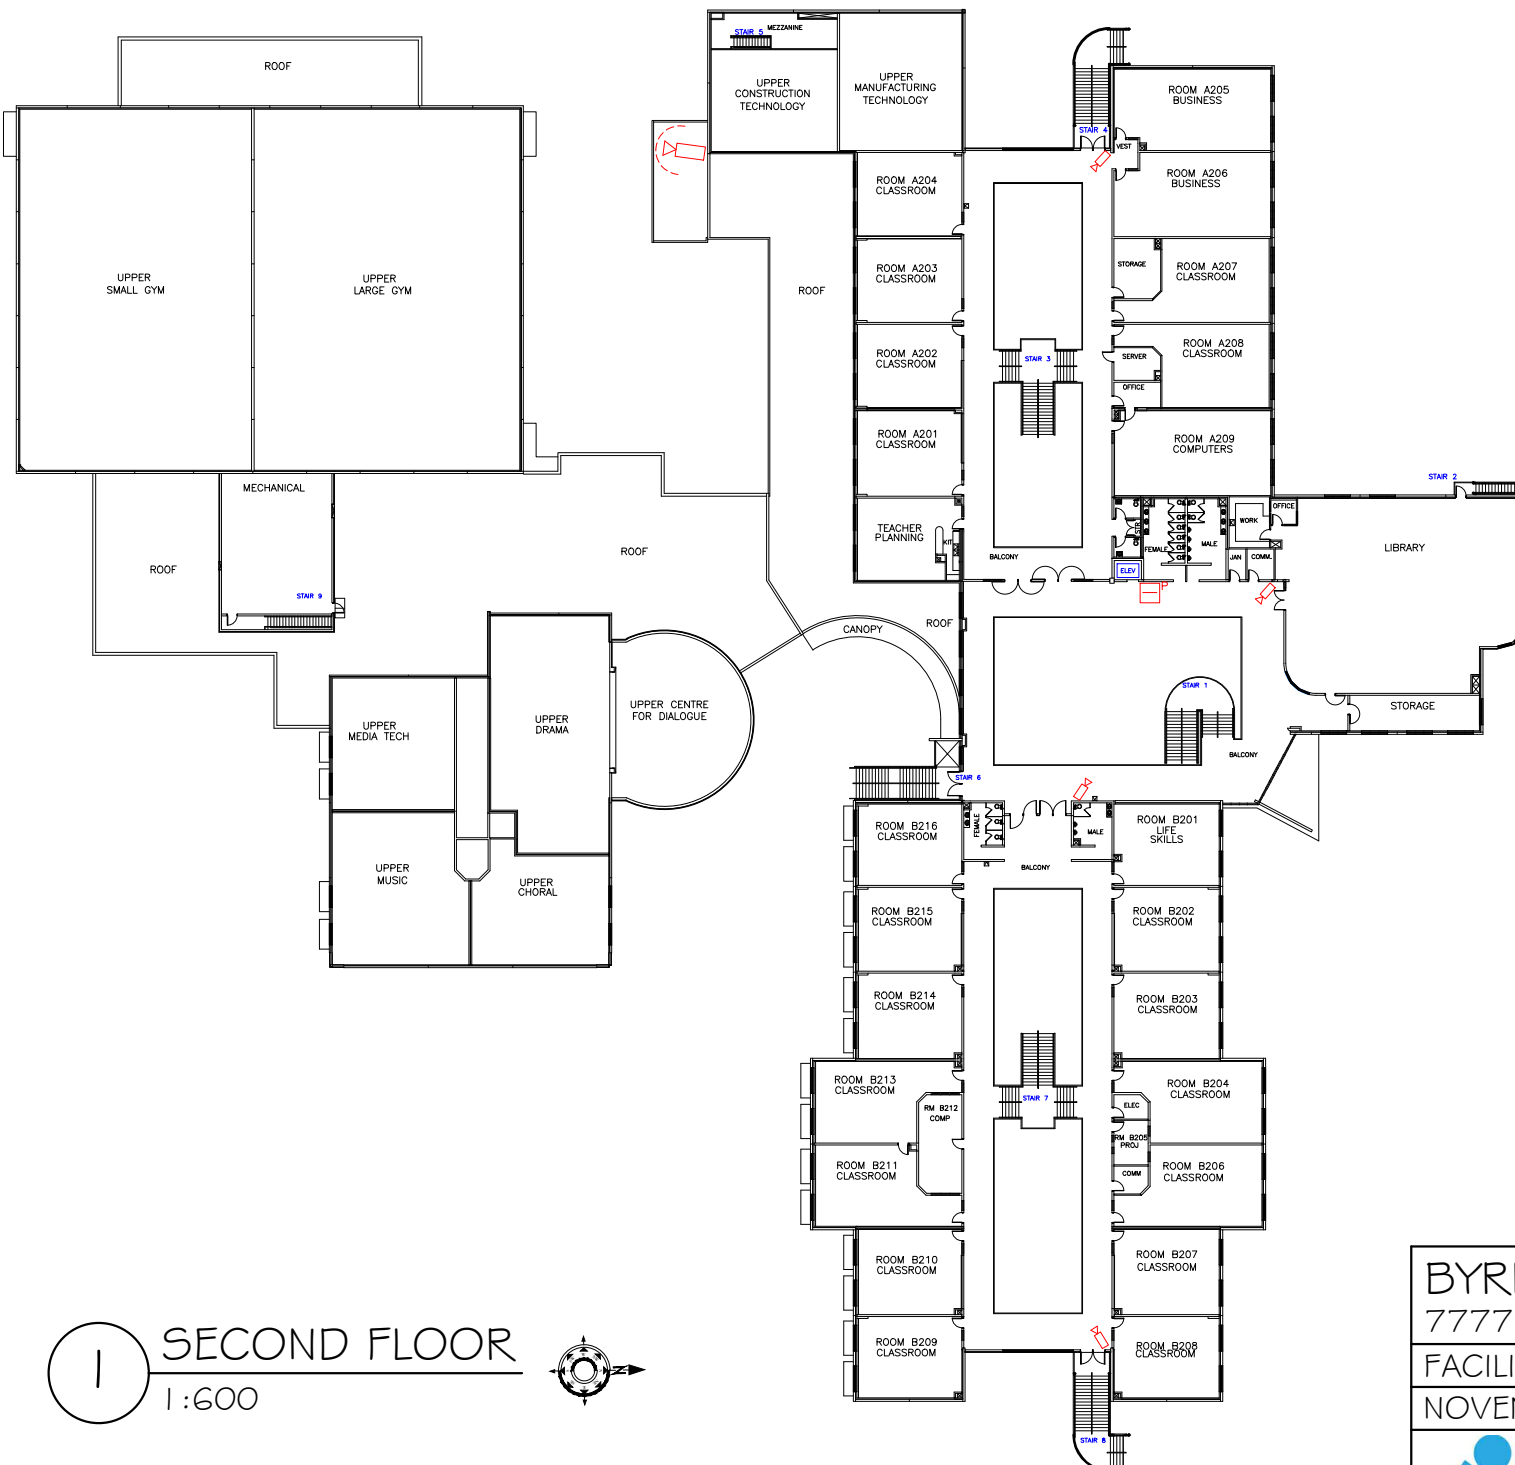 MEZZANINE
STAIR 5
ROOF
UPPER
CONSTRUCTION
TECHNOLOGY
UPPER
MANUFACTURING
TECHNOLOGY
ROOM A205
BUSINESS
STAIR 4
VEST
ROOM A204
CLASSROOM
ROOM A206
BUSINESS
UPPER
SMALL GYM
UPPER
LARGE GYM
ROOF
ROOM A203
CLASSROOM
STORAGE
ROOM A207
CLASSROOM
ROOM A202
CLASSROOM
STAIR 3
SERVER
ROOM A208
CLASSROOM
OFFICE
ROOM A201
CLASSROOM
ROOM A209
COMPUTERS
STAIR 2
MECHANICAL
TEACHER
PLANNING
KIT
BALCONY
STR
FEMALE
MALE
WORK
OFFICE
JAN
COMM.
LIBRARY
ELEV
ROOF
ROOF
STAIR 9
P
CANOPY
ROOF
STAIR 1
STORAGE
UPPER CENTRE
FOR DIALOGUE
UPPER
DRAMA
UPPER
MEDIA TECH
BALCONY
STAIR 6
ROOM B216
CLASSROOM
FEMALE
MALE
ROOM B201
LIFE
SKILLS
BALCONY
UPPER
MUSIC
UPPER
CHORAL
ROOM B215
CLASSROOM
ROOM B202
CLASSROOM
ROOM B214
CLASSROOM
ROOM B203
CLASSROOM
ROOM B213
CLASSROOM
RM B212
COMP
STAIR 7
ELEC
ROOM B204
CLASSROOM
RM B205
PROJ
ROOM B211
CLASSROOM
COMM
ROOM B206
CLASSROOM
ROOM B210
CLASSROOM
ROOM B207
CLASSROOM
ROOM B209
CLASSROOM
ROOM B208
CLASSROOM
STAIR 8
1
SECOND FLOOR
1:600
N
BYR
7777
FACILI
NOVE